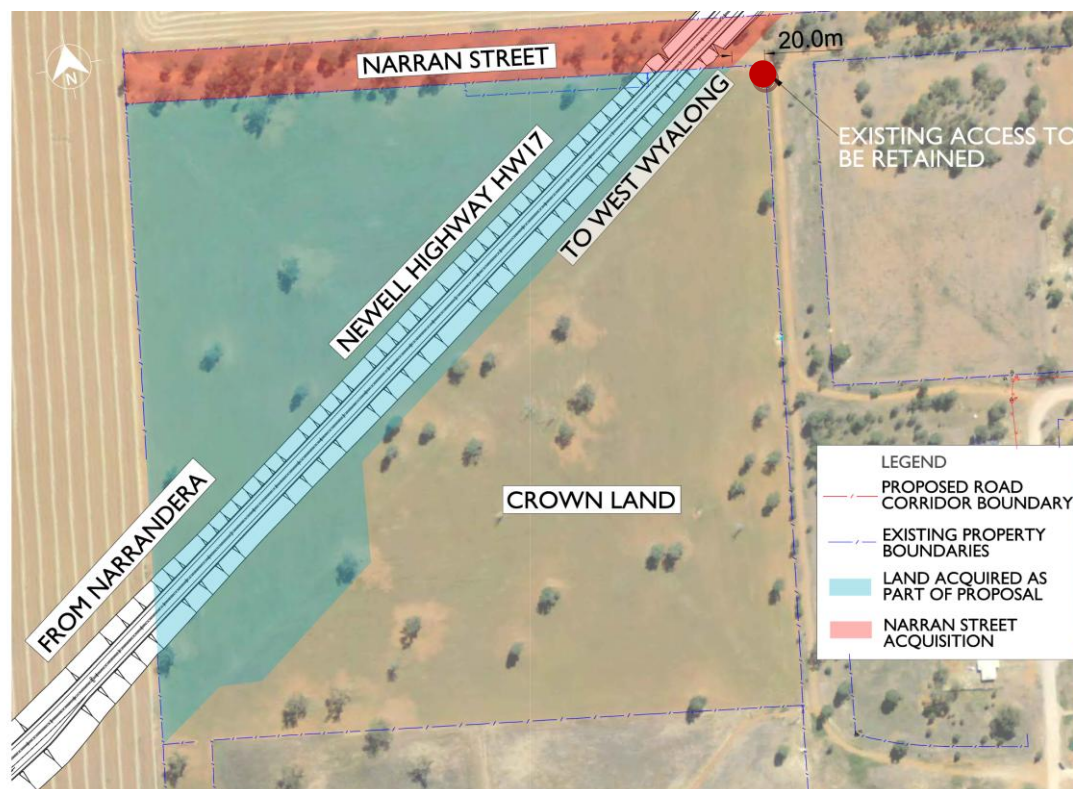 NARRAN STREET
20.0m
N
EXISTING ACCESS TO
BE RETAINED
NEWELL HIGHWAY HW17
TO WEST WYALONG
CROWN LAND
FROM NARRANDERA
LEGEND
PROPOSED ROAD
CORRIDOR BOUNDARY
EXISTING PROPERTY
BOUNDARIES
LAND ACQUIRED AS
PART OF PROPOSAL
NARRAN STREET
ACQUISITION